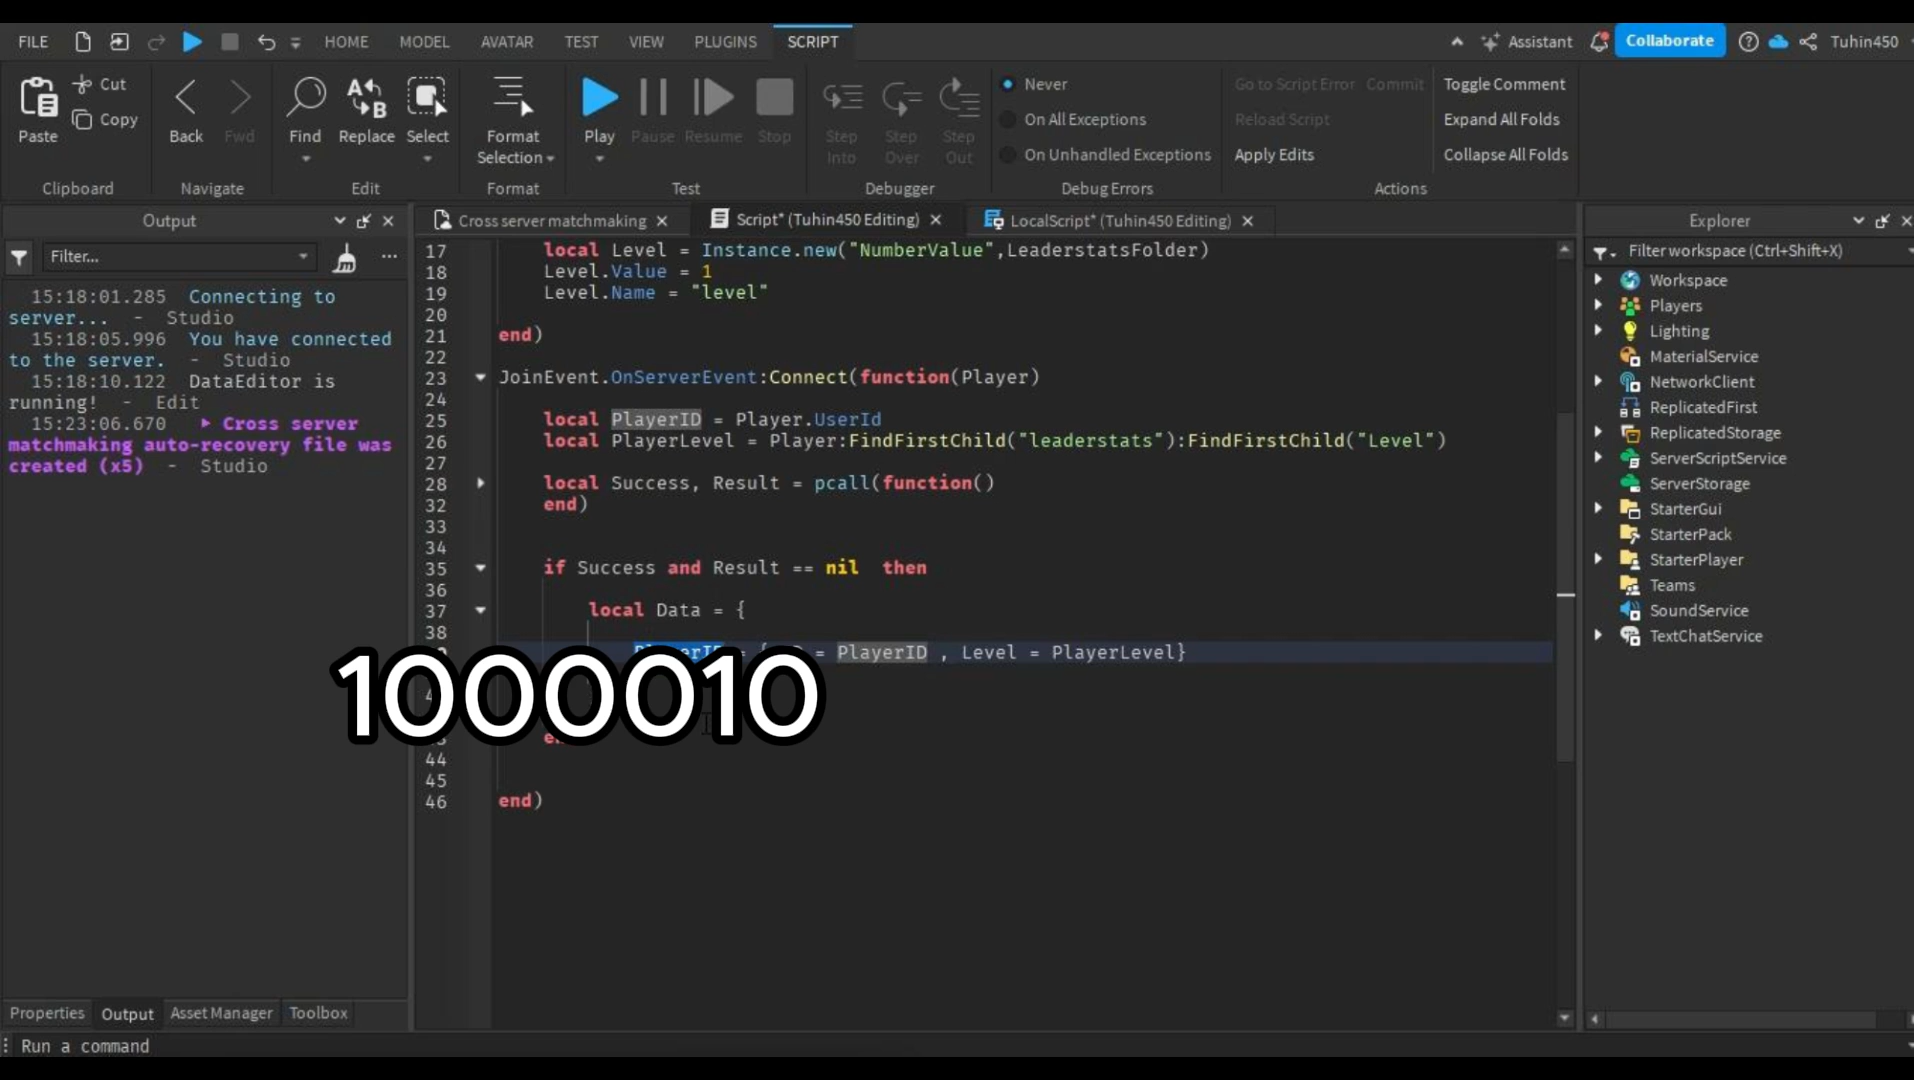 FILE HOME MODEL AVATAR TEST VIEW PLUGINS SCRIPT Assistant Collaborate Tuhin450
Paste Cut Copy Back Fwd Find Replace Select Format Selection Play Pause Resume Stop Step Into Step Over Step Out
Never
On All Exceptions
On Unhandled Exceptions
Go to Script Error Commit
Reload Script
Apply Edits
Toggle Comment
Expand All Folds
Collapse All Folds
Clipboard Navigate Edit Format Test Debugger Debug Errors Actions
Output
Filter...
15:18:01.285 Connecting to
server... - Studio
15:18:05.996 You have connected
to the server. - Studio
15:18:10.122 DataEditor is
running! - Edit
15:23:06.670 Cross server
matchmaking auto-recovery file was
created (x5) - Studio
Properties Output Asset Manager Toolbox
Run a command
Cross server matchmaking Script* (Tuhin450 Editing) LocalScript* (Tuhin450 Editing)
17 local Level = Instance.new("NumberValue",LeaderstatsFolder)
18 Level.Value = 1
19 Level.Name = "level"
20
21 end)
22
23 JoinEvent.OnServerEvent:Connect(function(Player)
24
25 local PlayerID = Player.UserId
26 local PlayerLevel = Player:FindFirstChild("leaderstats"):FindFirstChild("Level")
27
28 local Success, Result = pcall(function()
32 end)
33
34
35 if Success and Result == nil then
36
37 local Data = {
38
= PlayerID , Level = PlayerLevel}
1000010
44
45
46 end)
Explorer
Filter workspace (Ctrl+Shift+X)
Workspace
Players
Lighting
MaterialService
NetworkClient
ReplicatedFirst
ReplicatedStorage
ServerScriptService
ServerStorage
StarterGui
StarterPack
StarterPlayer
Teams
SoundService
TextChatService